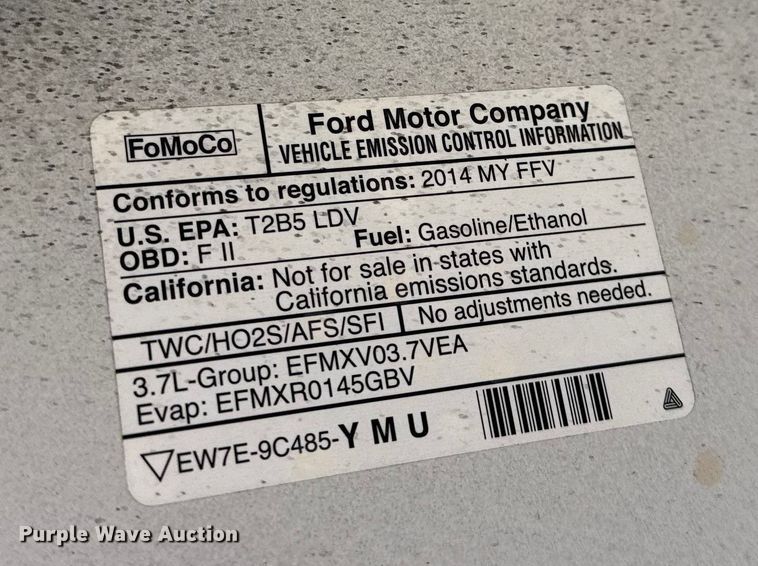 FoMoCo
Ford Motor Company
VEHICLE EMISSION CONTROL INFORMATION
Conforms to regulations: 2014 MY FFV
U.S. EPA: T2B5 LDV
OBD: F II
Fuel: Gasoline/Ethanol
California: Not for sale in states with
California emissions standards.
TWC/HO2S/AFS/SFI
No adjustments needed.
3.7L-Group: EFMXV03.7VEA
Evap: EFMXR0145GBV
EW7E-9C485-YMU
Purple Wave Auction